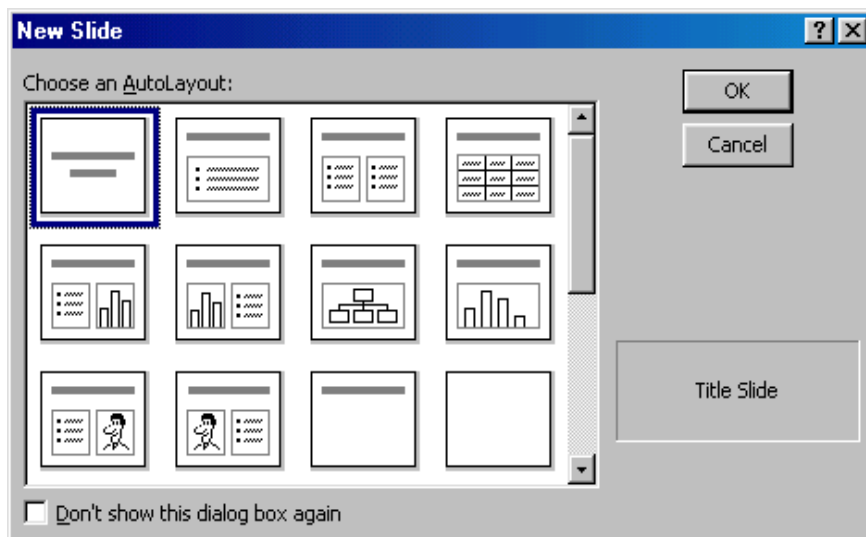 New Slide
Choose an AutoLayout:
OK
Cancel
Title Slide
Don't show this dialog box again